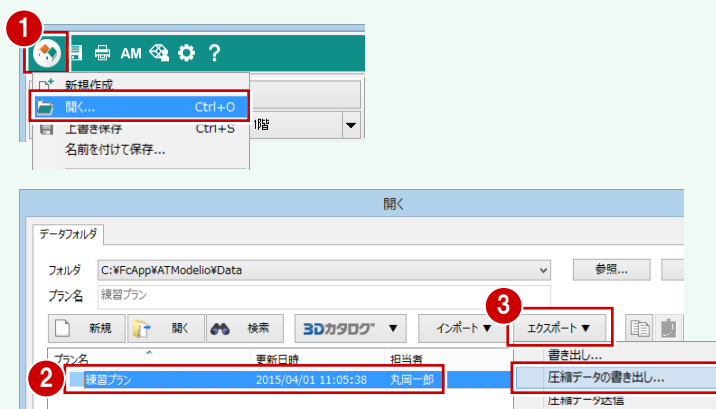 1
AM ?
新規作成
開く... Ctrl+O
上書き保存 Ctrl+S
1階
名前を付けて保存...
開く
データフォルダ
フォルダ C:¥FcApp¥ATModelio¥Data 参照...
プラン名 練習プラン
3
新規 開く 検索 3Dカタログ インポート▼ エクスポート▼
プラン名 更新日時 担当者 書き出し...
2
練習プラン 2015/04/01 11:05:38 丸岡一郎 圧縮データの書き出し...
圧縮データ送信